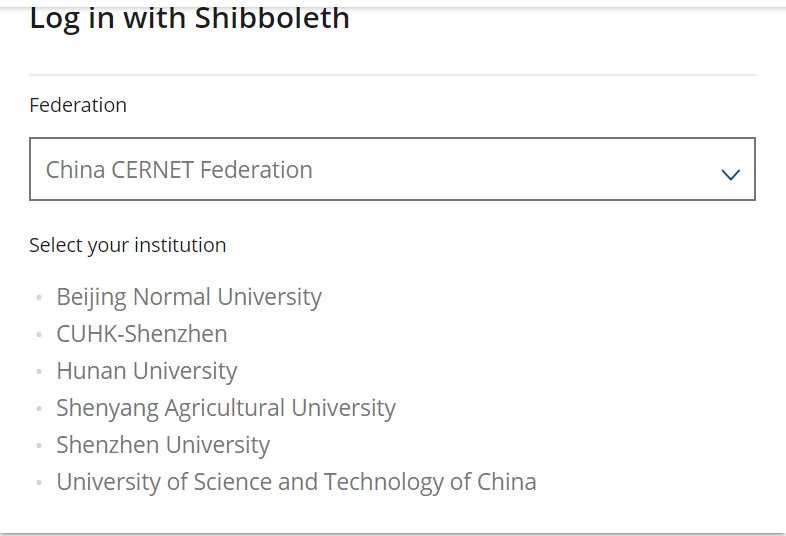 Log in with Shibboleth
Federation
China CERNET Federation
Select your institution
Beijing Normal University
CUHK-Shenzhen
Hunan University
Shenyang Agricultural University
Shenzhen University
University of Science and Technology of China